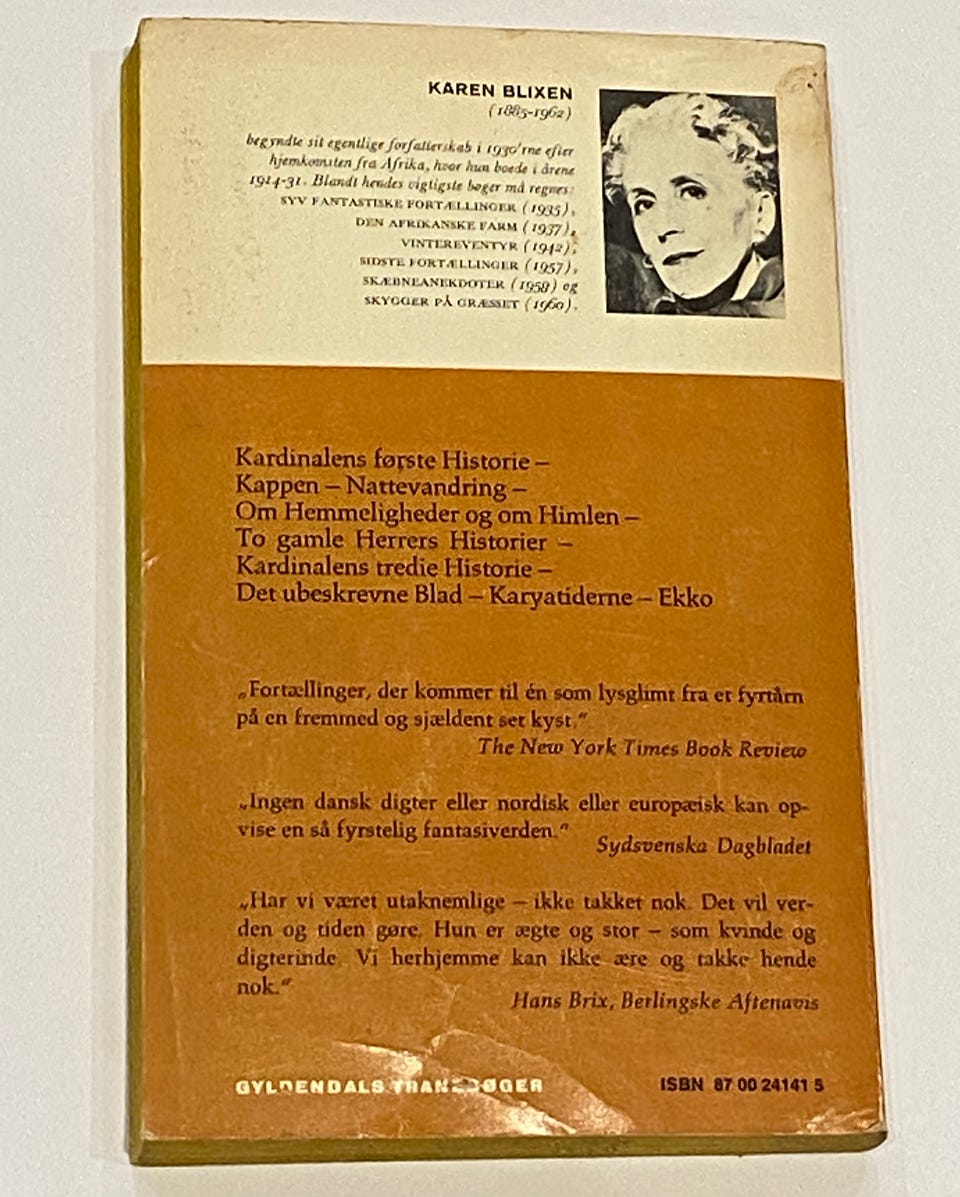 KAREN BLIXEN
(1885-1962)
begyndte sit egentlige forfatterskab i 1930'rne efter
hjemkomsten fra Afrika, hvor hun boede i årene
1914-31. Blandt hendes vigtigste bøger må regnes:
SYV FANTASTISKE FORTÆLLINGER (1935),
DEN AFRIKANSKE FARM (1937),
VINTEREVENTYR (1942),
SIDSTE FORTÆLLINGER (1957),
SKÆBNEANEKDOTER (1958) og
SKYGGER PÅ GRÆSSET (1960).
Kardinalens første Historie –
Kappen – Nattevandring –
Om Hemmeligheder og om Himlen –
To gamle Herrers Historier –
Kardinalens tredie Historie –
Det ubeskrevne Blad – Karyatiderne – Ekko
„Fortællinger, der kommer til én som lysglimt fra et fyrtårn
på en fremmed og sjældent set kyst.“
The New York Times Book Review
„Ingen dansk digter eller nordisk eller europæisk kan op-
vise en så fyrstelig fantasiverden.“
Sydsvenska Dagbladet
„Har vi været utaknemlige – ikke takket nok. Det vil ver-
den og tiden gøre. Hun er ægte og stor – som kvinde og
digterinde. Vi herhjemme kan ikke ære og takke hende
nok.“
Hans Brix, Berlingske Aftenavis
GYLDENDALS TRANEBØGER
ISBN 87 00 24141 5